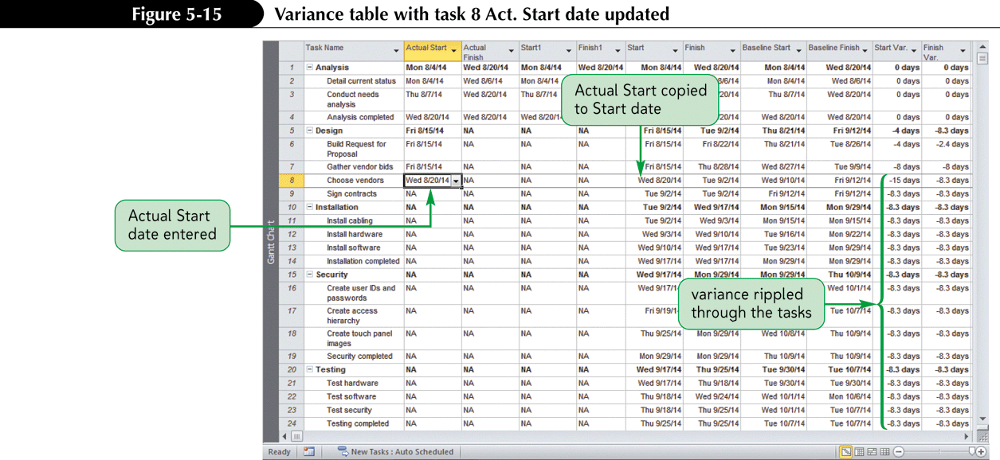 Figure 5-15 Variance table with task 8 Act. Start date updated
Task Name Actual Start Actual Finish Start1 Finish1 Start Finish Baseline Start Baseline Finish Start Var. Finish Var.
1 Analysis Mon 8/4/14 Wed 8/20/14 Mon 8/4/14 Wed 8/20/14 Mon 8/4/14 Wed 8/20/14 Mon 8/4/14 Wed 8/20/14 0 days 0 days
2 Detail current status Mon 8/4/14 Wed 8/6/14 Mon 8/4/14 8/6/14 Mon 8/4/14 Wed 8/6/14 0 days 0 days
3 Conduct needs analysis Thu 8/7/14 Wed 8/20/14 Thu 8/7/14 20/14 Thu 8/7/14 Wed 8/20/14 0 days 0 days
4 Analysis completed Wed 8/20/14 Wed 8/20/14 Wed 8/20/1 20/14 Wed 8/20/14 Wed 8/20/14 0 days 0 days
Actual Start copied
to Start date
5 Design Fri 8/15/14 NA NA NA Fri 8/15/14 Tue 9/2/14 Thu 8/21/14 Fri 9/12/14 -4 days -8.3 days
6 Build Request for Proposal Fri 8/15/14 NA NA NA Fri 8/15/14 Fri 8/22/14 Thu 8/21/14 Tue 8/26/14 -4 days -2.4 days
7 Gather vendor bids Fri 8/15/14 NA NA NA Fri 8/15/14 Thu 8/28/14 Wed 8/27/14 Tue 9/9/14 -8 days -8 days
8 Choose vendors Wed 8/20/14 NA NA NA Wed 8/20/14 Tue 9/2/14 Wed 9/10/14 Fri 9/12/14 -15 days -8.3 days
9 Sign contracts NA NA NA NA Tue 9/2/14 Tue 9/2/14 Fri 9/12/14 Fri 9/12/14 -8.3 days -8.3 days
10 Installation NA NA NA NA Tue 9/2/14 Wed 9/17/14 Mon 9/15/14 Mon 9/29/14 -8.3 days -8.3 days
Actual Start
date entered
11 Install cabling NA NA NA NA Tue 9/2/14 Wed 9/3/14 Mon 9/15/14 Mon 9/15/14 -8.3 days -8.3 days
12 Install hardware NA NA NA NA Wed 9/3/14 Wed 9/10/14 Tue 9/16/14 Mon 9/22/14 -8.3 days -8.3 days
13 Install software NA NA NA NA Wed 9/10/14 Wed 9/17/14 Tue 9/23/14 Mon 9/29/14 -8.3 days -8.3 days
14 Installation completed NA NA NA NA Wed 9/17/14 Wed 9/17/14 Mon 9/29/14 Mon 9/29/14 -8.3 days -8.3 days
Gantt Chart
15 Security NA NA NA NA Wed 9/17/14 Mon 9/29/14 Mon 9/29/14 Thu 10/9/14 -8.3 days -8.3 days
16 Create user IDs and passwords NA NA NA NA Wed 9/17/1 Wed 10/1/14 -8.3 days -8.3 days
variance rippled
through the tasks
17 Create access hierarchy NA NA NA NA Fri 9/19/1 Tue 10/7/14 -8.3 days -8.3 days
18 Create touch panel images NA NA NA NA Thu 9/25/14 Mon 9/29/14 Wed 10/8/14 Thu 10/9/14 -8.3 days -8.3 days
19 Security completed NA NA NA NA Mon 9/29/14 Mon 9/29/14 Thu 10/9/14 Thu 10/9/14 -8.3 days -8.3 days
20 Testing NA NA NA NA Wed 9/17/14 Thu 9/25/14 Tue 9/30/14 Tue 10/7/14 -8.3 days -8.3 days
21 Test hardware NA NA NA NA Wed 9/17/14 Thu 9/18/14 Tue 9/30/14 Tue 9/30/14 -8.3 days -8.3 days
22 Test software NA NA NA NA Thu 9/18/14 Wed 9/24/14 Wed 10/1/14 Mon 10/6/14 -8.3 days -8.3 days
23 Test security NA NA NA NA Thu 9/18/14 Thu 9/25/14 Wed 10/1/14 Tue 10/7/14 -8.3 days -8.3 days
24 Testing completed NA NA NA NA Thu 9/25/14 Thu 9/25/14 Tue 10/7/14 Tue 10/7/14 -8.3 days -8.3 days
Ready New Tasks : Auto Scheduled